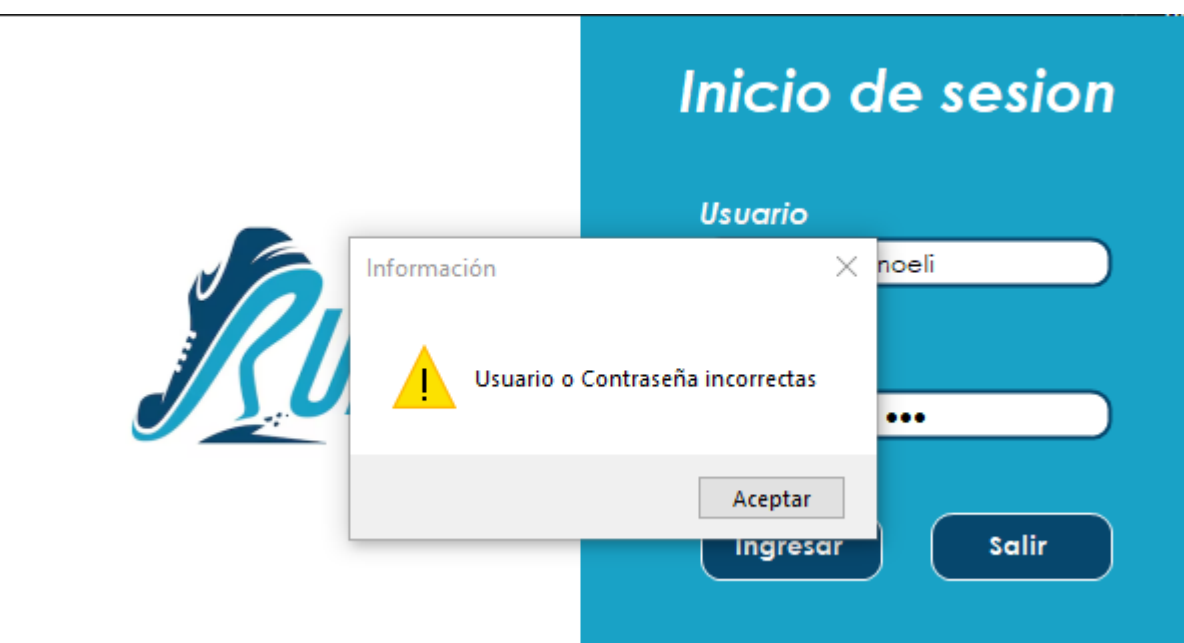 Inicio de sesion
Usuario
noeli
Información
Usuario o Contraseña incorrectas
Aceptar
Ingresar
Salir